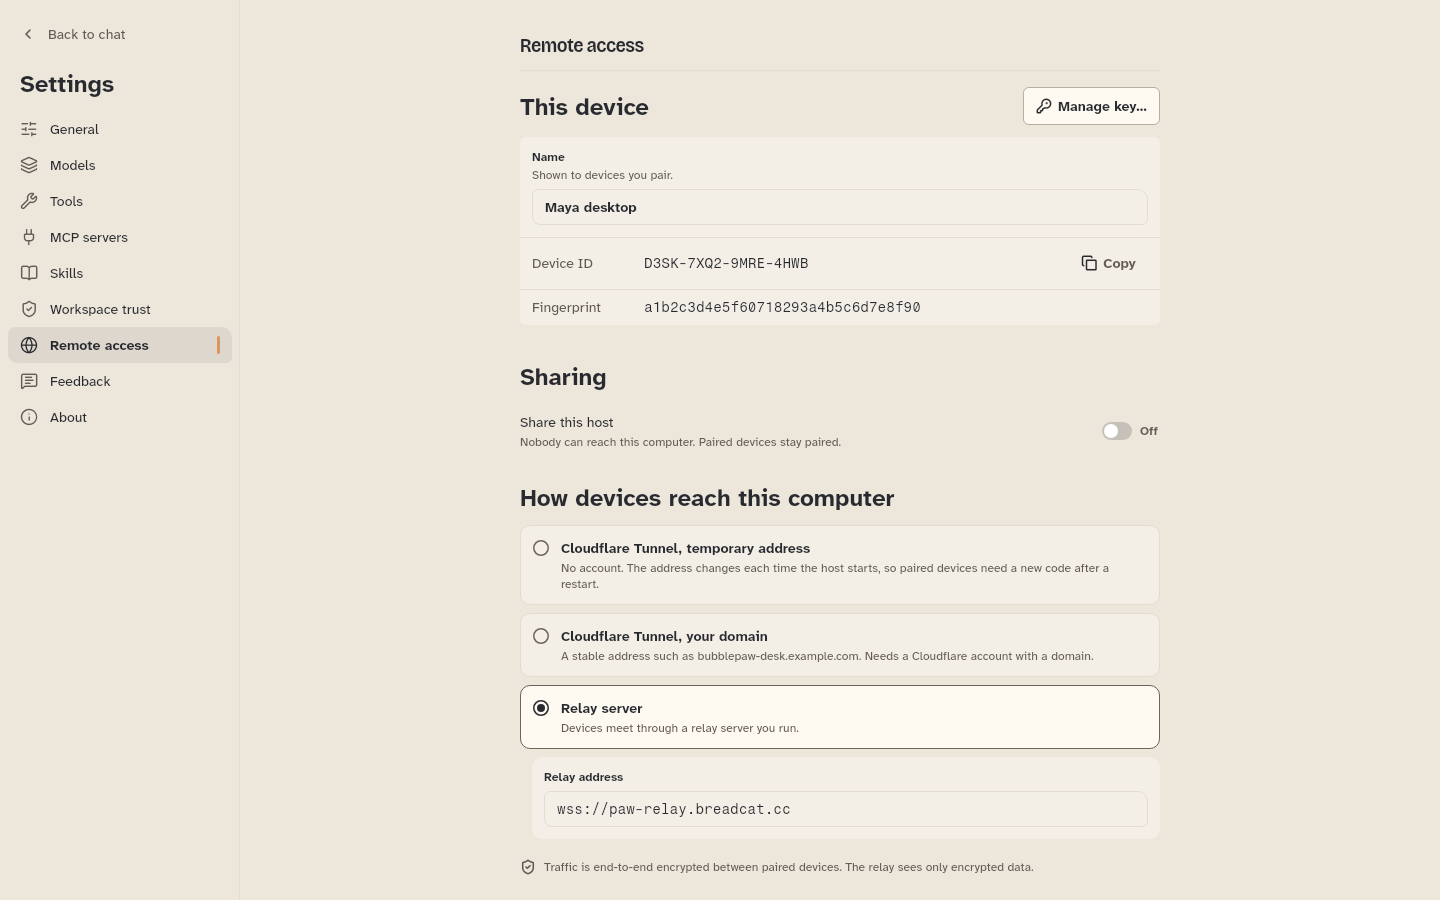 Back to chat
Settings
General
Models
Tools
MCP servers
Skills
Workspace trust
Remote access
Feedback
About
Remote access
This device
Manage key...
Name
Shown to devices you pair.
Maya desktop
Device ID
D3SK-7XQ2-9MRE-4HWB
Copy
Fingerprint
a1b2c3d4e5f60718293a4b5c6d7e8f90
Sharing
Share this host
Nobody can reach this computer. Paired devices stay paired.
Off
How devices reach this computer
Cloudflare Tunnel, temporary address
No account. The address changes each time the host starts, so paired devices need a new code after a
restart.
Cloudflare Tunnel, your domain
A stable address such as bubblepaw-desk.example.com. Needs a Cloudflare account with a domain.
Relay server
Devices meet through a relay server you run.
Relay address
wss://paw-relay.breadcat.cc
Traffic is end-to-end encrypted between paired devices. The relay sees only encrypted data.